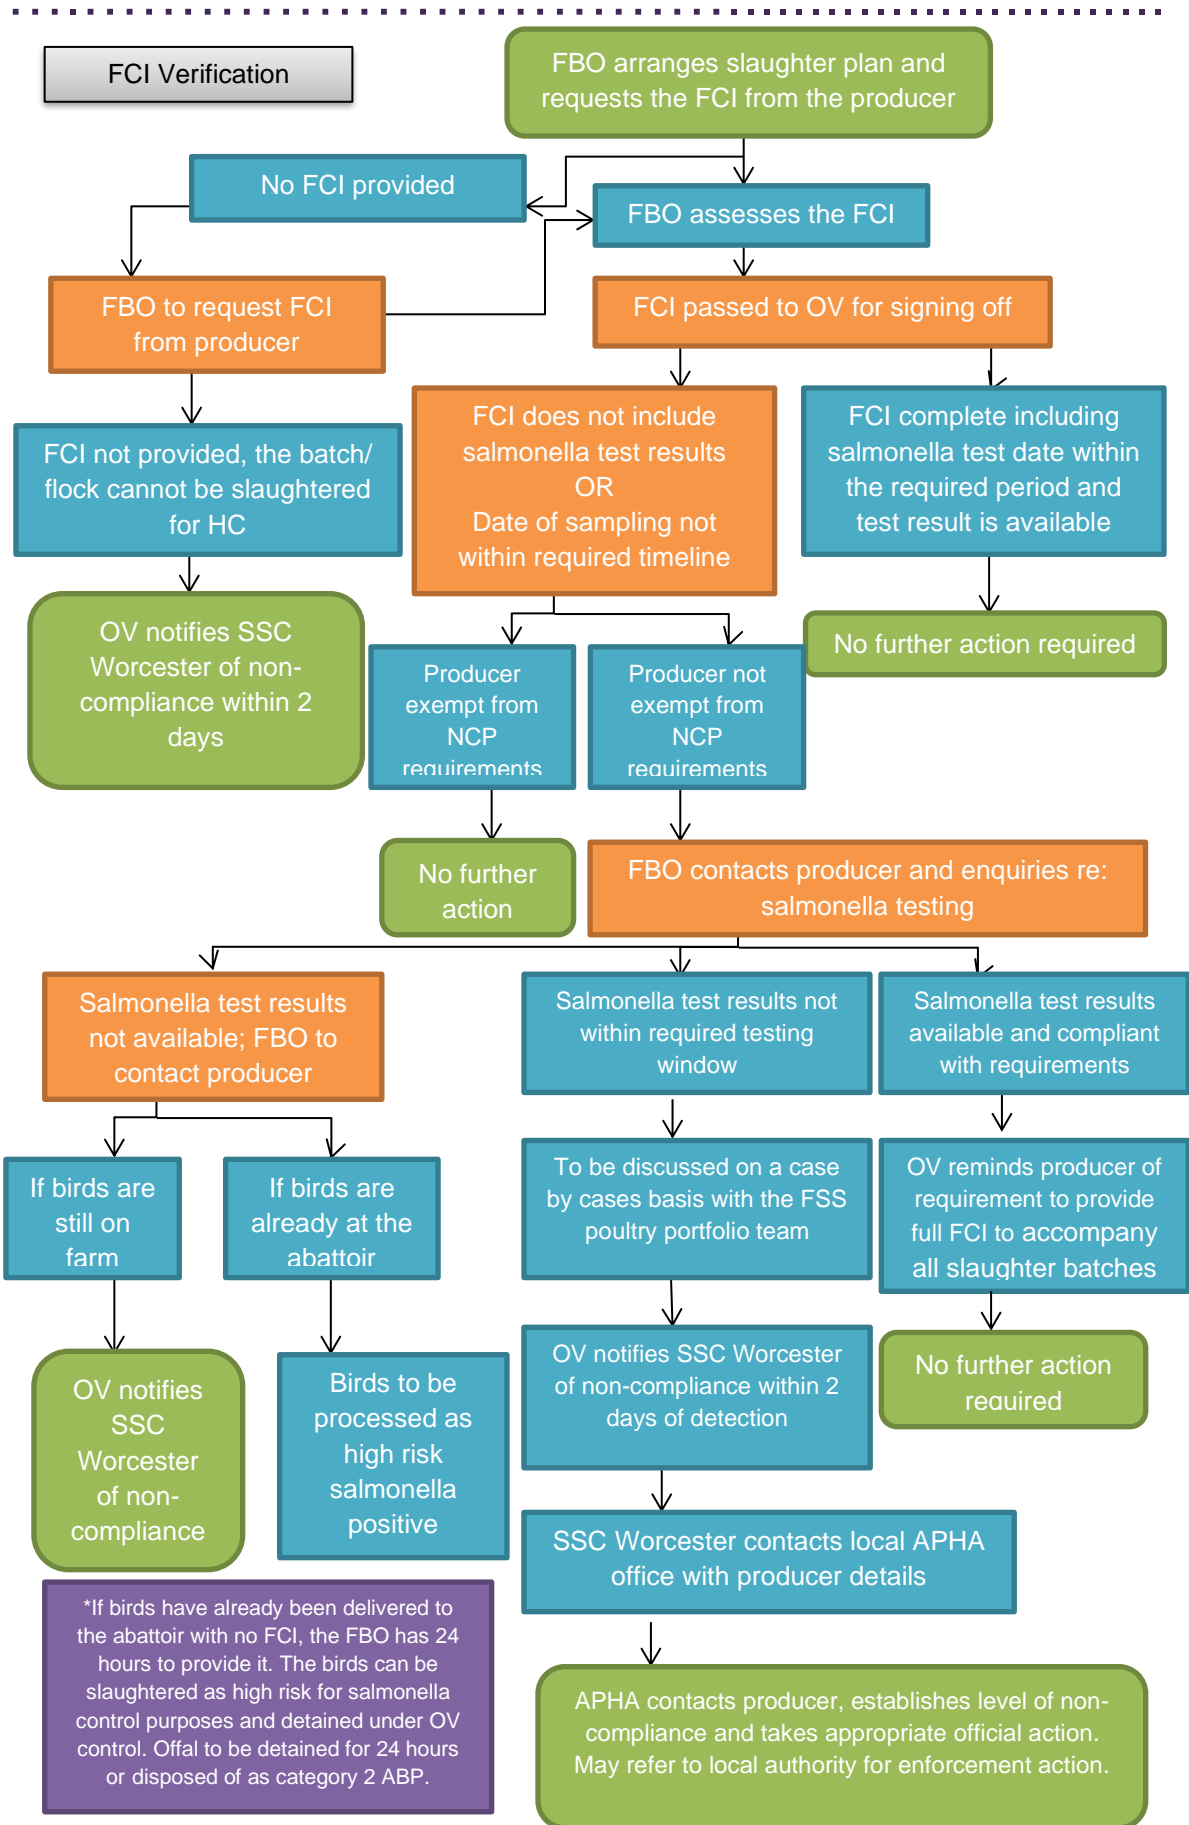 FCI Verification
FBO arranges slaughter plan and
requests the FCI from the producer
No FCI provided
FBO assesses the FCI
FBO to request FCI
from producer
FCI passed to OV for signing off
FCI not provided, the batch/
flock cannot be slaughtered
for HC
FCI does not include
salmonella test results
OR
Date of sampling not
within required timeline
FCI complete including
salmonella test date within
the required period and
test result is available
OV notifies SSC
Worcester of non-
compliance within 2
days
Producer
exempt from
NCP
requirements
Producer not
exempt from
NCP
requirements
No further action required
No further
action
FBO contacts producer and enquiries re:
salmonella testing
Salmonella test results
not available; FBO to
contact producer
Salmonella test results not
within required testing
window
Salmonella test results
available and compliant
with requirements
If birds are
still on
farm
If birds are
already at the
abattoir
To be discussed on a case
by cases basis with the FSS
poultry portfolio team
OV reminds producer of
requirement to provide
full FCI to accompany
all slaughter batches
OV notifies
SSC
Worcester
of non-
compliance
Birds to be
processed as
high risk
salmonella
positive
OV notifies SSC Worcester
of non-compliance within 2
days of detection
No further action
required
SSC Worcester contacts local APHA
office with producer details
*If birds have already been delivered to
the abattoir with no FCI, the FBO has 24
hours to provide it. The birds can be
slaughtered as high risk for salmonella
control purposes and detained under OV
control. Offal to be detained for 24 hours
or disposed of as category 2 ABP.
APHA contacts producer, establishes level of non-
compliance and takes appropriate official action.
May refer to local authority for enforcement action.